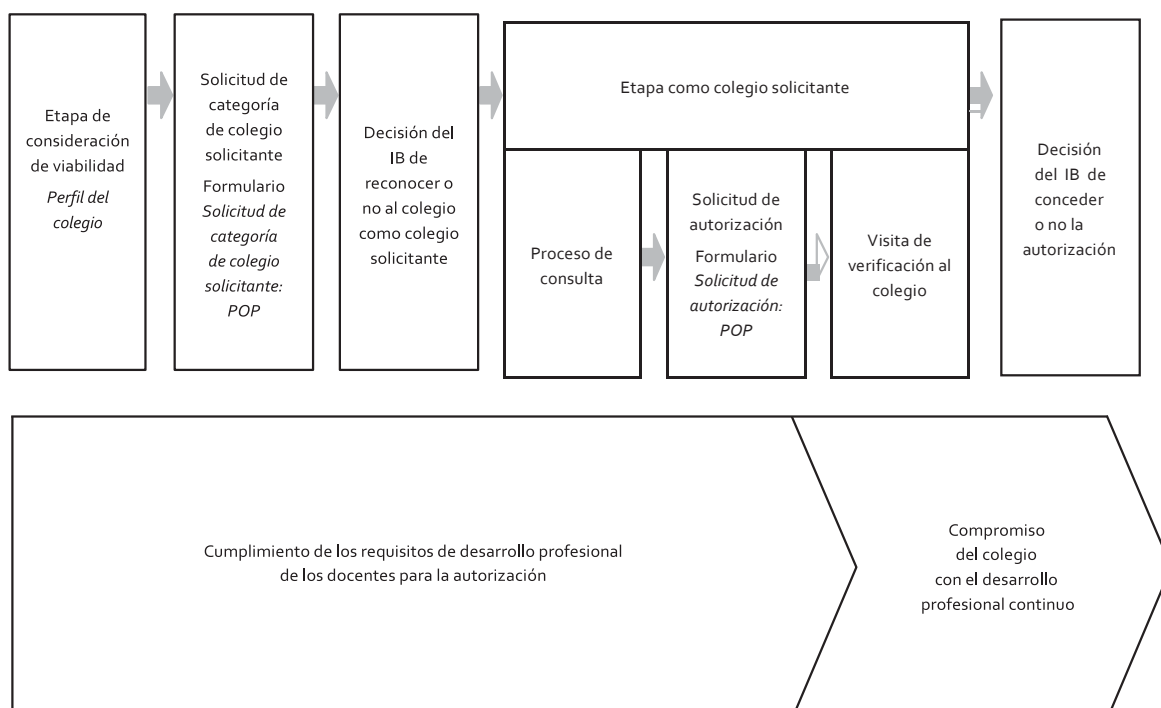 Etapa de
consideración
de viabilidad
Perfil del
colegio
Solicitud de
categoría
de colegio
solicitante
Formulario
Solicitud de
categoría
de colegio
solicitante:
POP
Decisión del
IB de
reconocer o
no al colegio
como colegio
solicitante
Etapa como colegio solicitante
Proceso de
consulta
Solicitud de
autorización
Formulario
Solicitud de
autorización:
POP
Visita de
verificación al
colegio
Decisión
del IB de
conceder
o no la
autorización
Cumplimiento de los requisitos de desarrollo profesional
de los docentes para la autorización
Compromiso
del colegio
con el desarrollo
profesional continuo